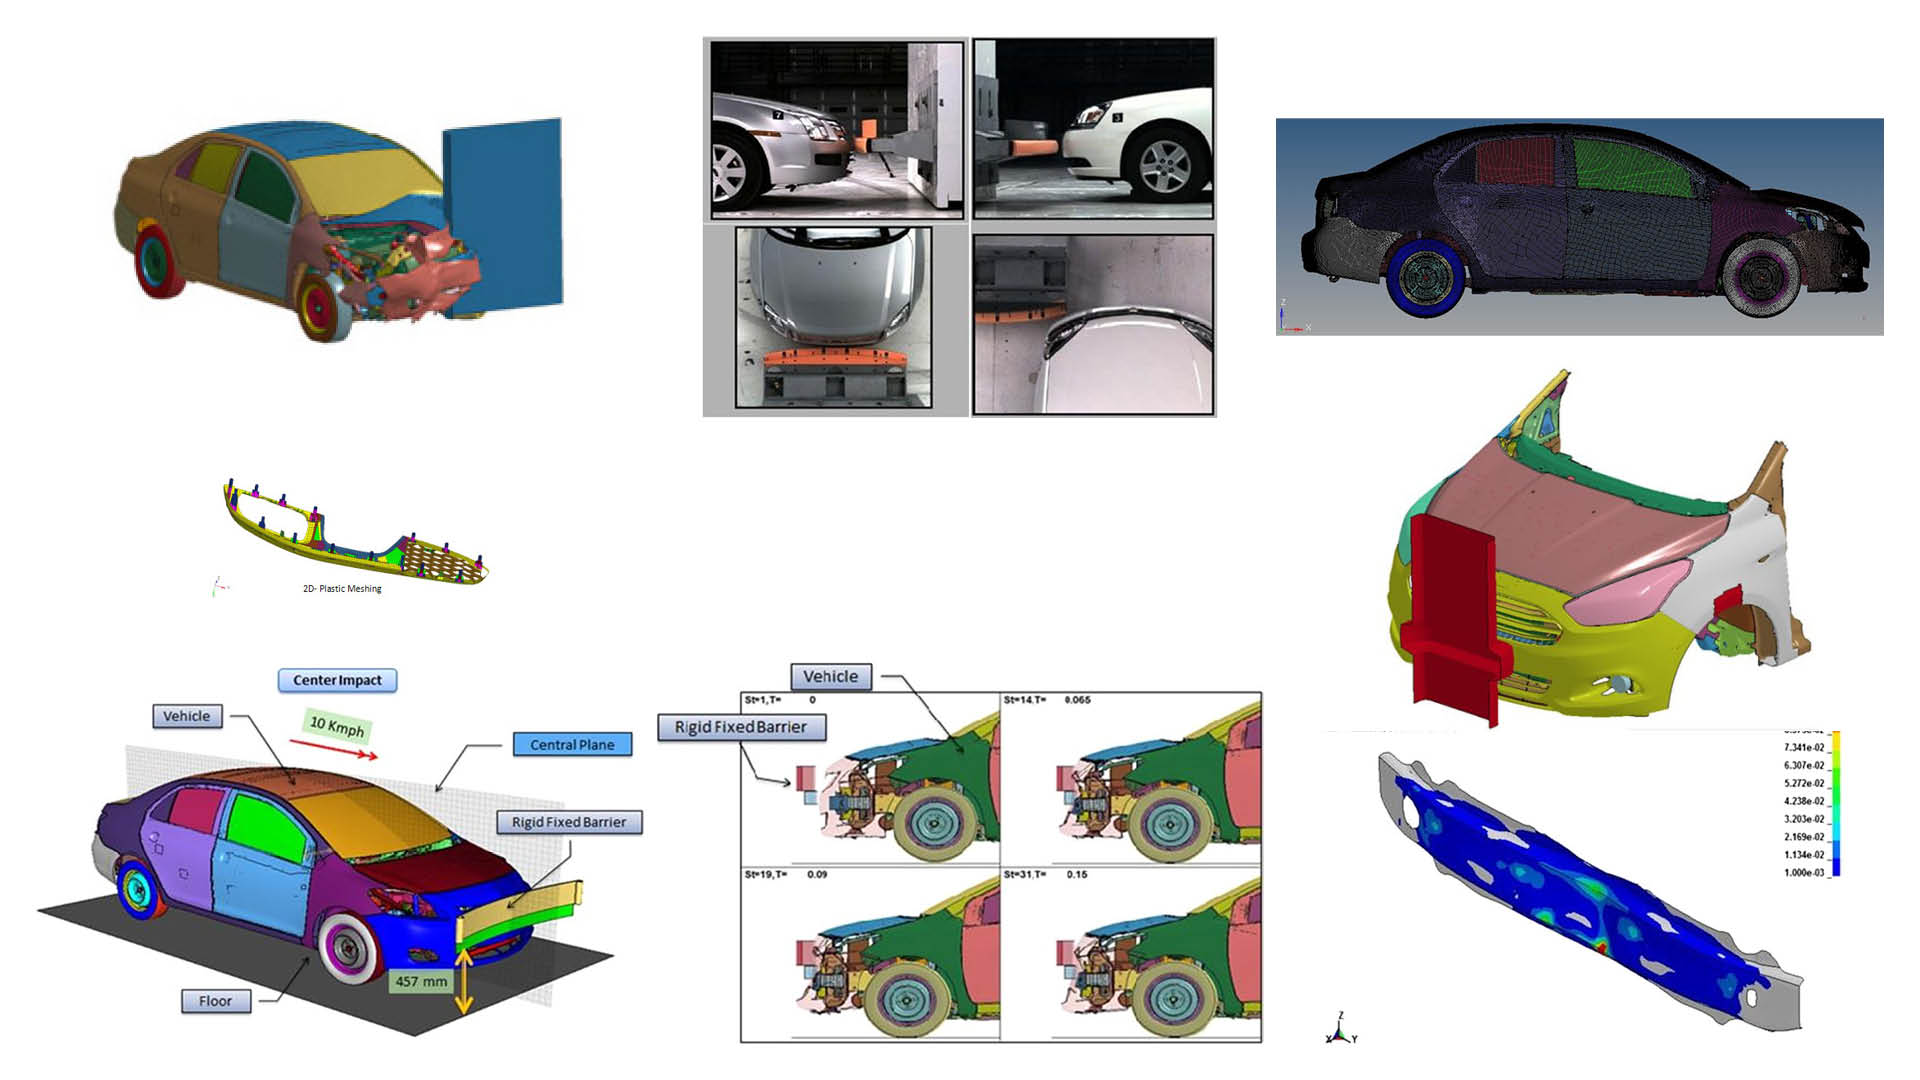 7
3
Z
X
2D- Plastic Meshing
Center Impact
Vehicle
10 Kmph
Central Plane
Rigid Fixed Barrier
457 mm
Floor
Vehicle
Rigid Fixed Barrier
St=1,T= 0
St=14.T= 0.065
St=19,T= 0.09
St=31,T= 0.15
7.341e-02
6.307e-02
5.272e-02
4.238e-02
3.203e-02
2.169e-02
1.134e-02
1.000e-03
Z
X Y